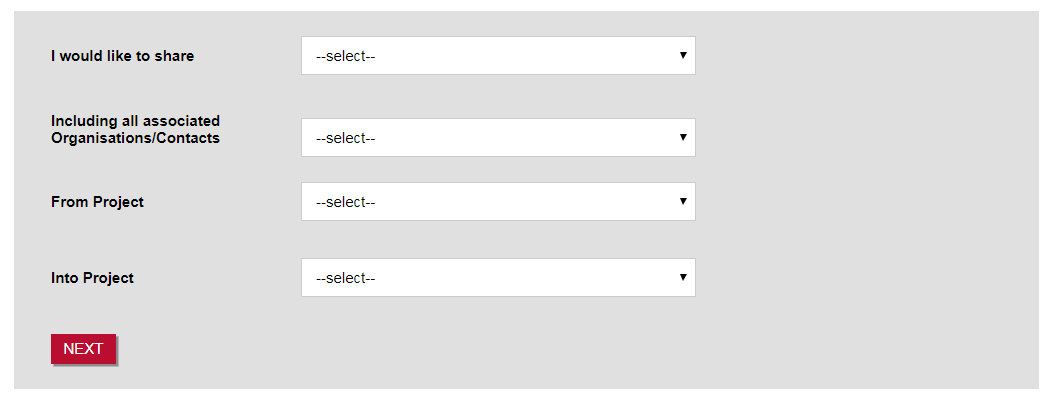 I would like to share
--select--
Including all associated
Organisations/Contacts
--select--
From Project
--select--
Into Project
--select--
NEXT